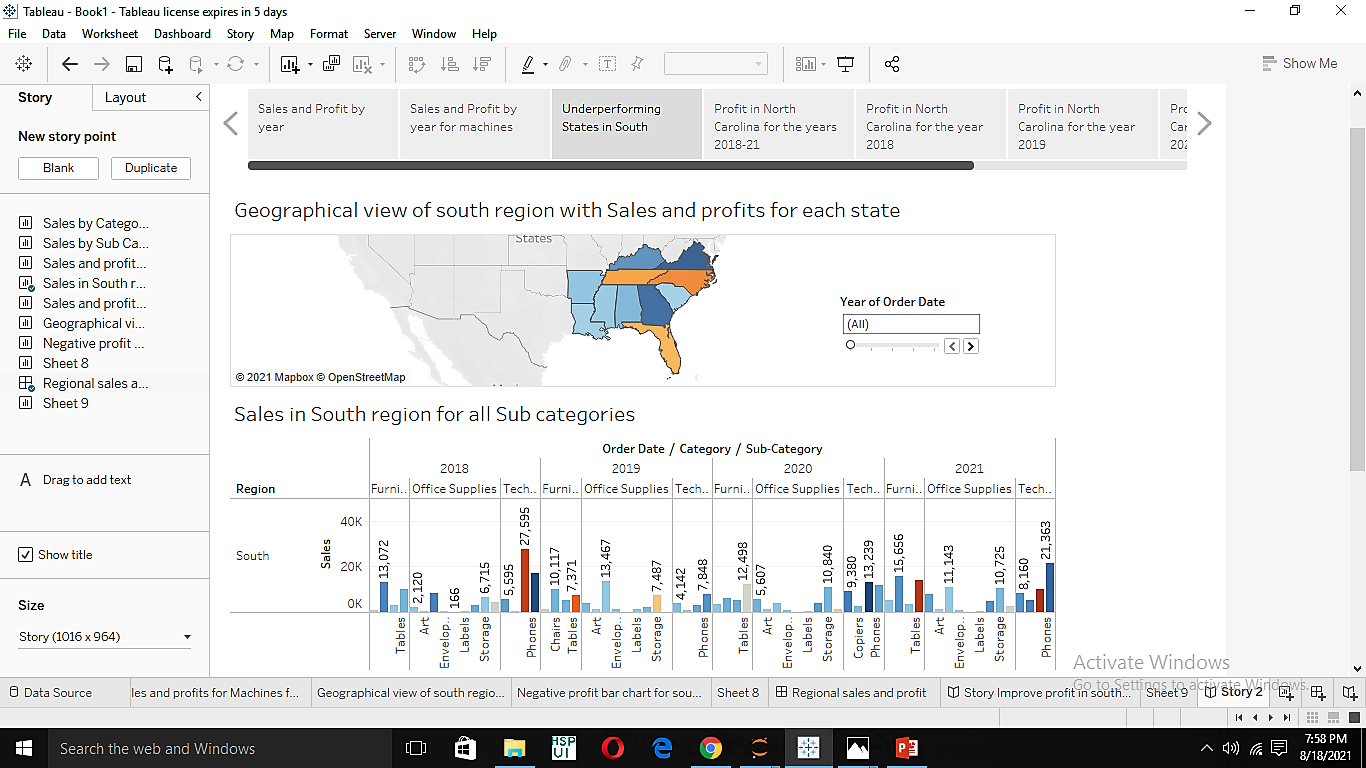 Tableau - Book1 - Tableau license expires in 5 days
File Data Worksheet Dashboard Story Map Format Server Window Help
Show Me
Story
Layout
New story point
Blank
Duplicate
Sales by Catego...
Sales by Sub Ca...
Sales and profit...
Sales in South r...
Sales and profit...
Geographical vi...
Negative profit ...
Sheet 8
Regional sales a...
Sheet 9
A Drag to add text
Show title
Size
Story (1016 x 964)
Sales and Profit by
year
Sales and Profit by
year for machines
Underperforming
States in South
Profit in North
Carolina for the years
2018-21
Profit in North
Carolina for the year
2018
Profit in North
Carolina for the year
2019
Geographical view of south region with Sales and profits for each state
States
© 2021 Mapbox © OpenStreetMap
Year of Order Date
(All)
Sales in South region for all Sub categories
Order Date / Category / Sub-Category
2018 2019 2020 2021
Region
Furni.. Office Supplies Tech.. Furni.. Office Supplies Tech.. Furni.. Office Supplies Tech.. Furni.. Office Supplies Tech..
South
Sales
40K
20K
0K
13,072 2,120 166 6,715 5,595 27,595 10,117 7,371 13,467 7,487 4,142 7,848 12,498 5,607 10,840 9,380 13,239 15,656 11,143 10,725 8,160 21,363
Tables Art Envelop.. Labels Storage Phones Chairs Tables Art Envelop.. Labels Storage Phones Tables Art Envelop.. Labels Storage Copiers Phones Tables Art Envelop.. Labels Storage Phones
Activate Windows
Go to Settings to activate Windows.
Data Source
les and profits for Machines f...
Geographical view of south regio...
Negative profit bar chart for sou...
Sheet 8
Regional sales and profit
Story Improve profit in south...
Sheet 9
Story 2
Search the web and Windows
HSP
UI
7:58 PM
8/18/2021